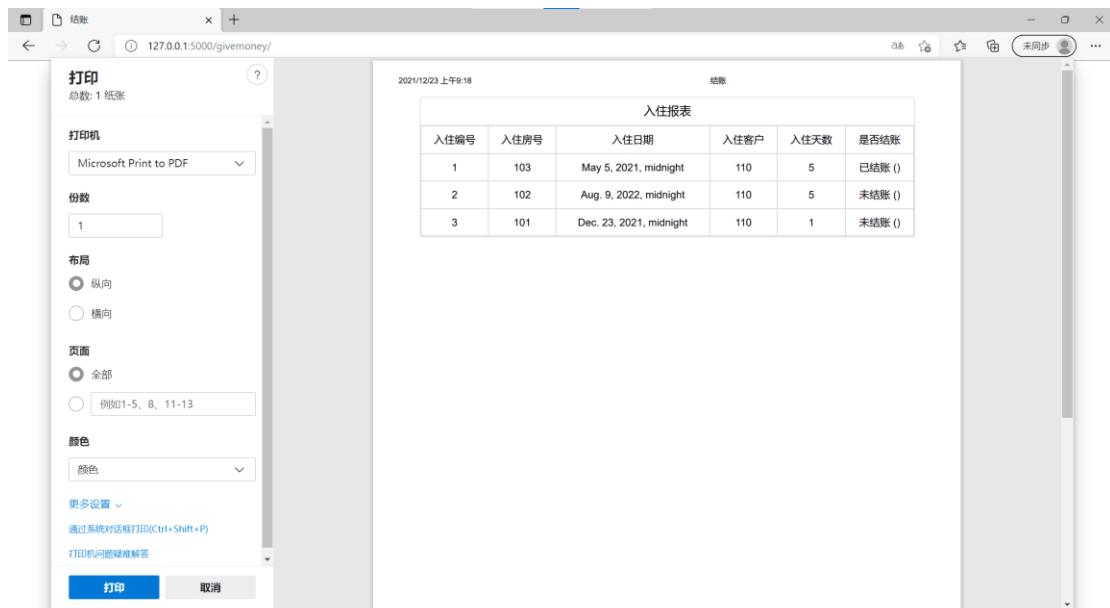 结账
127.0.0.1:5000/givemoney/
aあ
未同步
打印
?
总数: 1 纸张
打印机
Microsoft Print to PDF
份数
1
布局
纵向
横向
页面
全部
例如1-5、8、11-13
颜色
颜色
更多设置
通过系统对话框打印(Ctrl+Shift+P)
打印机问题疑难解答
打印 取消
2021/12/23 上午9:18 结账
入住报表
入住编号 入住房号 入住日期 入住客户 入住天数 是否结账
1 103 May 5, 2021, midnight 110 5 已结账 ()
2 102 Aug. 9, 2022, midnight 110 5 未结账 ()
3 101 Dec. 23, 2021, midnight 110 1 未结账 ()